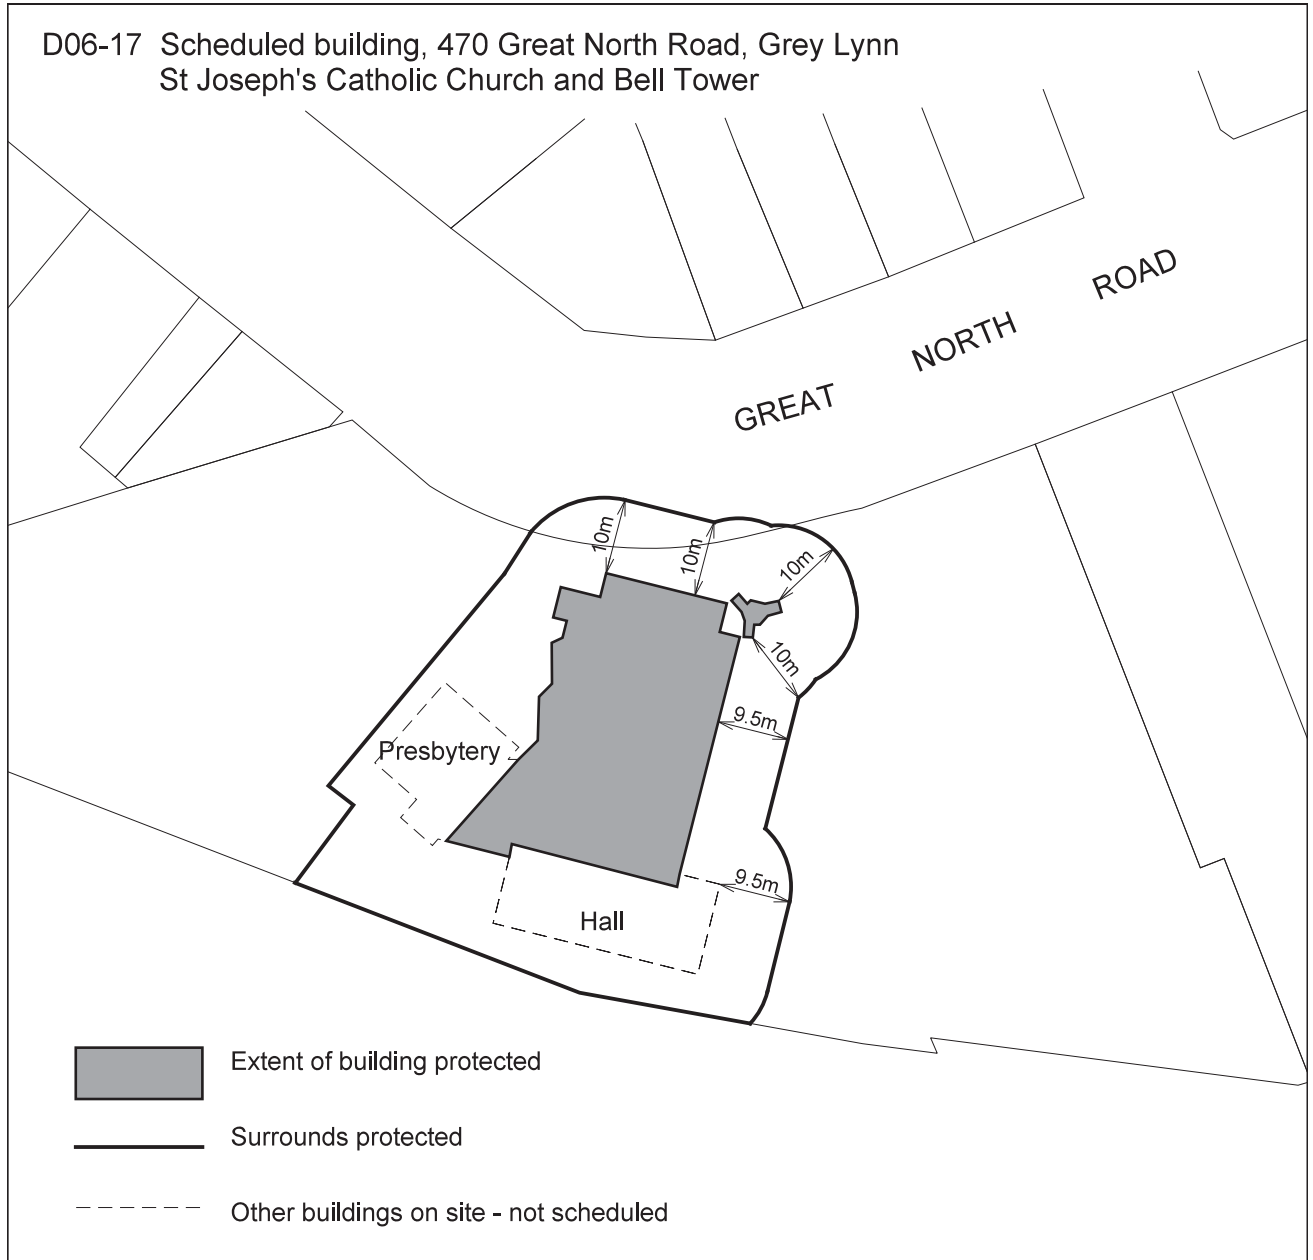 D06-17 Scheduled building, 470 Great North Road, Grey Lynn
St Joseph's Catholic Church and Bell Tower
GREAT NORTH ROAD
10m
10m
10m
10m
9.5m
Presbytery
9.5m
Hall
Extent of building protected
Surrounds protected
Other buildings on site - not scheduled